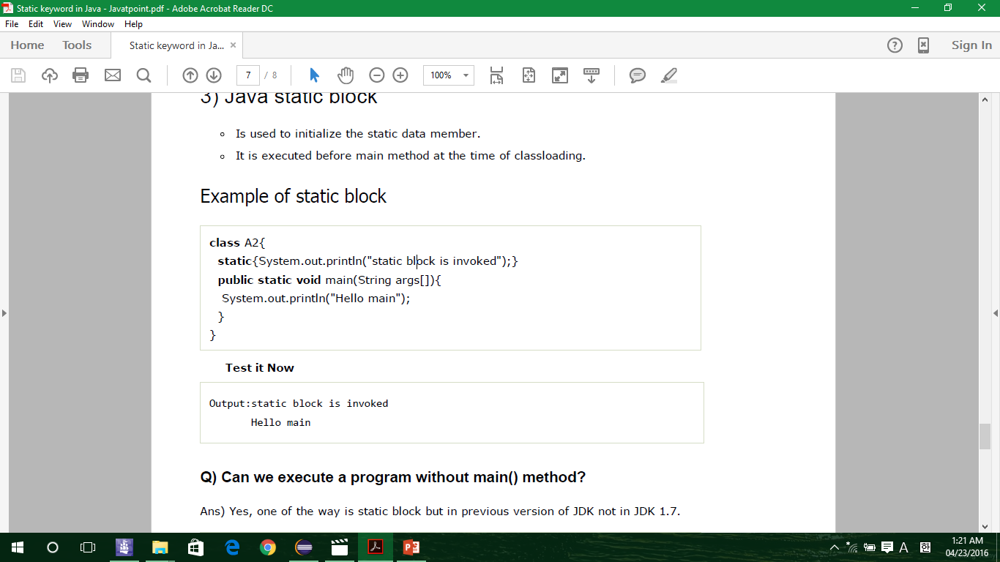 Static keyword in Java - Javatpoint.pdf - Adobe Acrobat Reader DC
File Edit View Window Help
Home Tools Static keyword in Ja... × Sign In
7 / 8 100%
3) Java static block
Is used to initialize the static data member.
It is executed before main method at the time of classloading.
Example of static block
class A2{
static{System.out.println("static block is invoked");}
public static void main(String args[]){
System.out.println("Hello main");
}
}
Test it Now
Output:static block is invoked
Hello main
Q) Can we execute a program without main() method?
Ans) Yes, one of the way is static block but in previous version of JDK not in JDK 1.7.
A
1:21 AM
04/23/2016